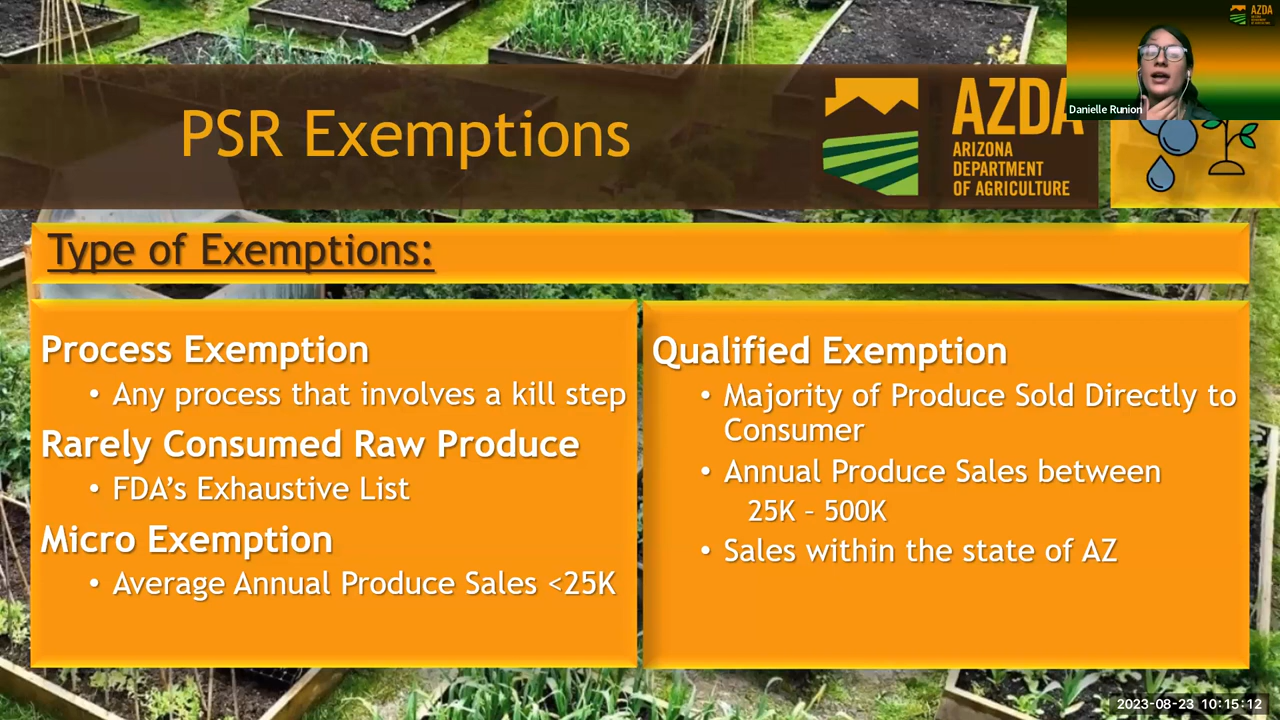 PSR Exemptions
AZDA
ARIZONA
DEPARTMENT
OF AGRICULTURE
AZDA
Danielle Runion
Type of Exemptions:
Process Exemption
• Any process that involves a kill step
Rarely Consumed Raw Produce
• FDA's Exhaustive List
Micro Exemption
• Average Annual Produce Sales <25K
Qualified Exemption
• Majority of Produce Sold Directly to
Consumer
• Annual Produce Sales between
25K – 500K
• Sales within the state of AZ
2023-08-23 10:15:12